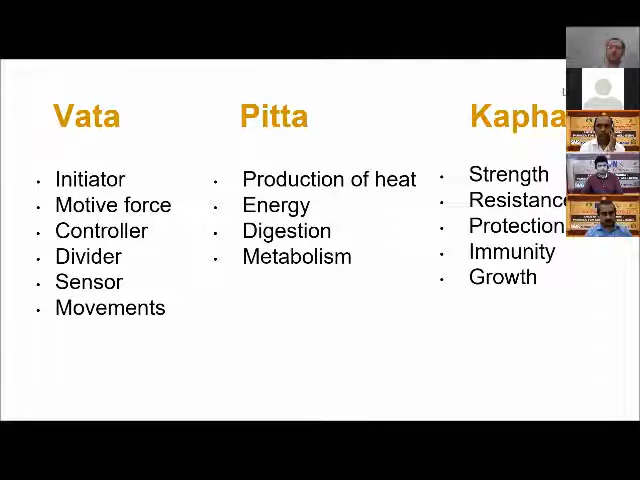 Vata
Initiator
Motive force
Controller
Divider
Sensor
Movements
Pitta
Production of heat
Energy
Digestion
Metabolism
Kapha
Strength
Resistance
Protection
Immunity
Growth